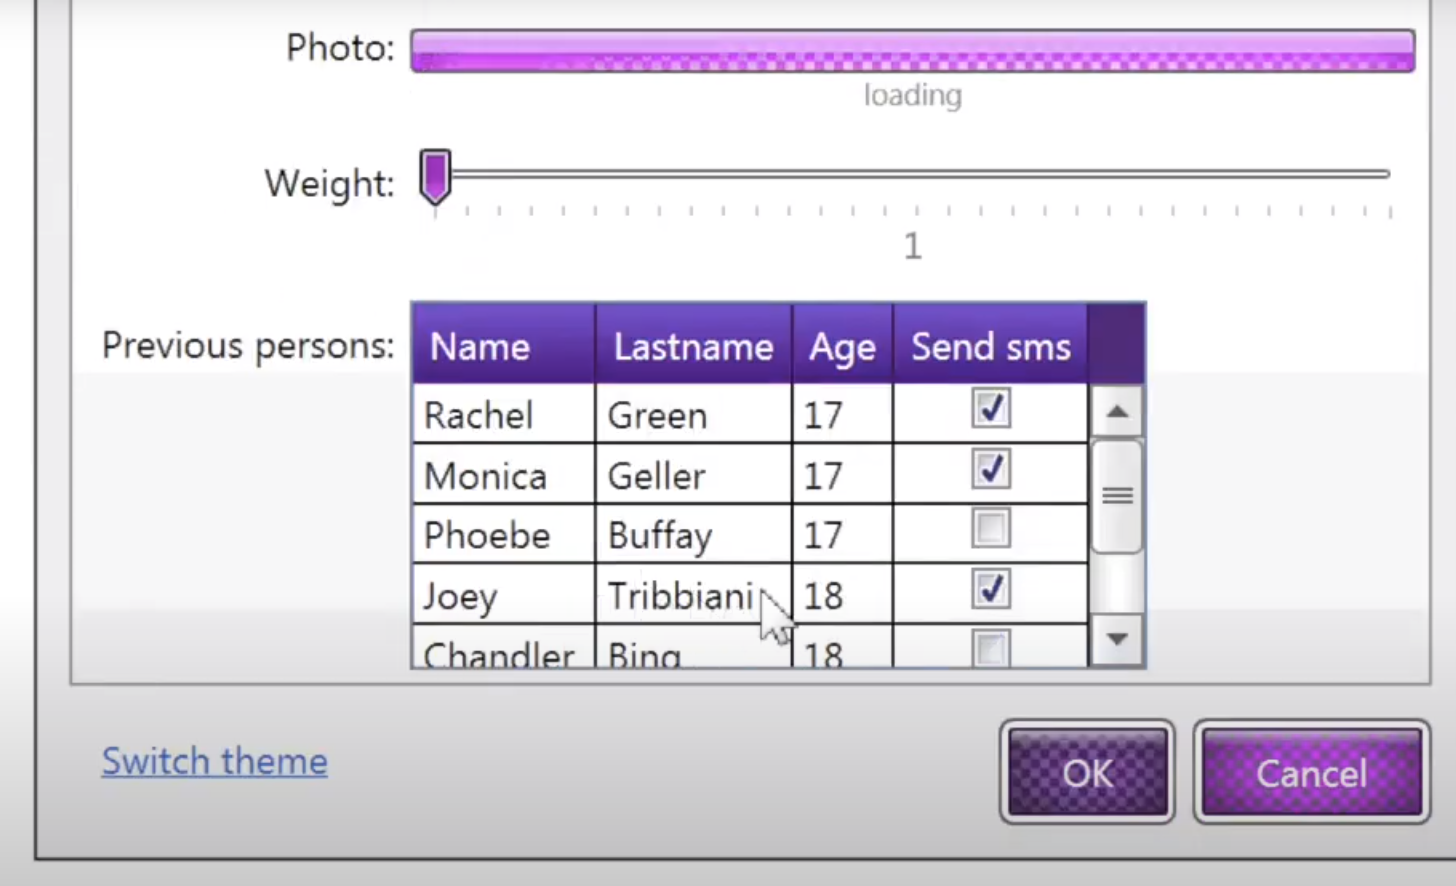 Photo:
loading
Weight:
1
Previous persons:
Name Lastname Age Send sms
Rachel Green 17
Monica Geller 17
Phoebe Buffay 17
Joey Tribbiani 18
Chandler Bing 18
Switch theme
OK Cancel